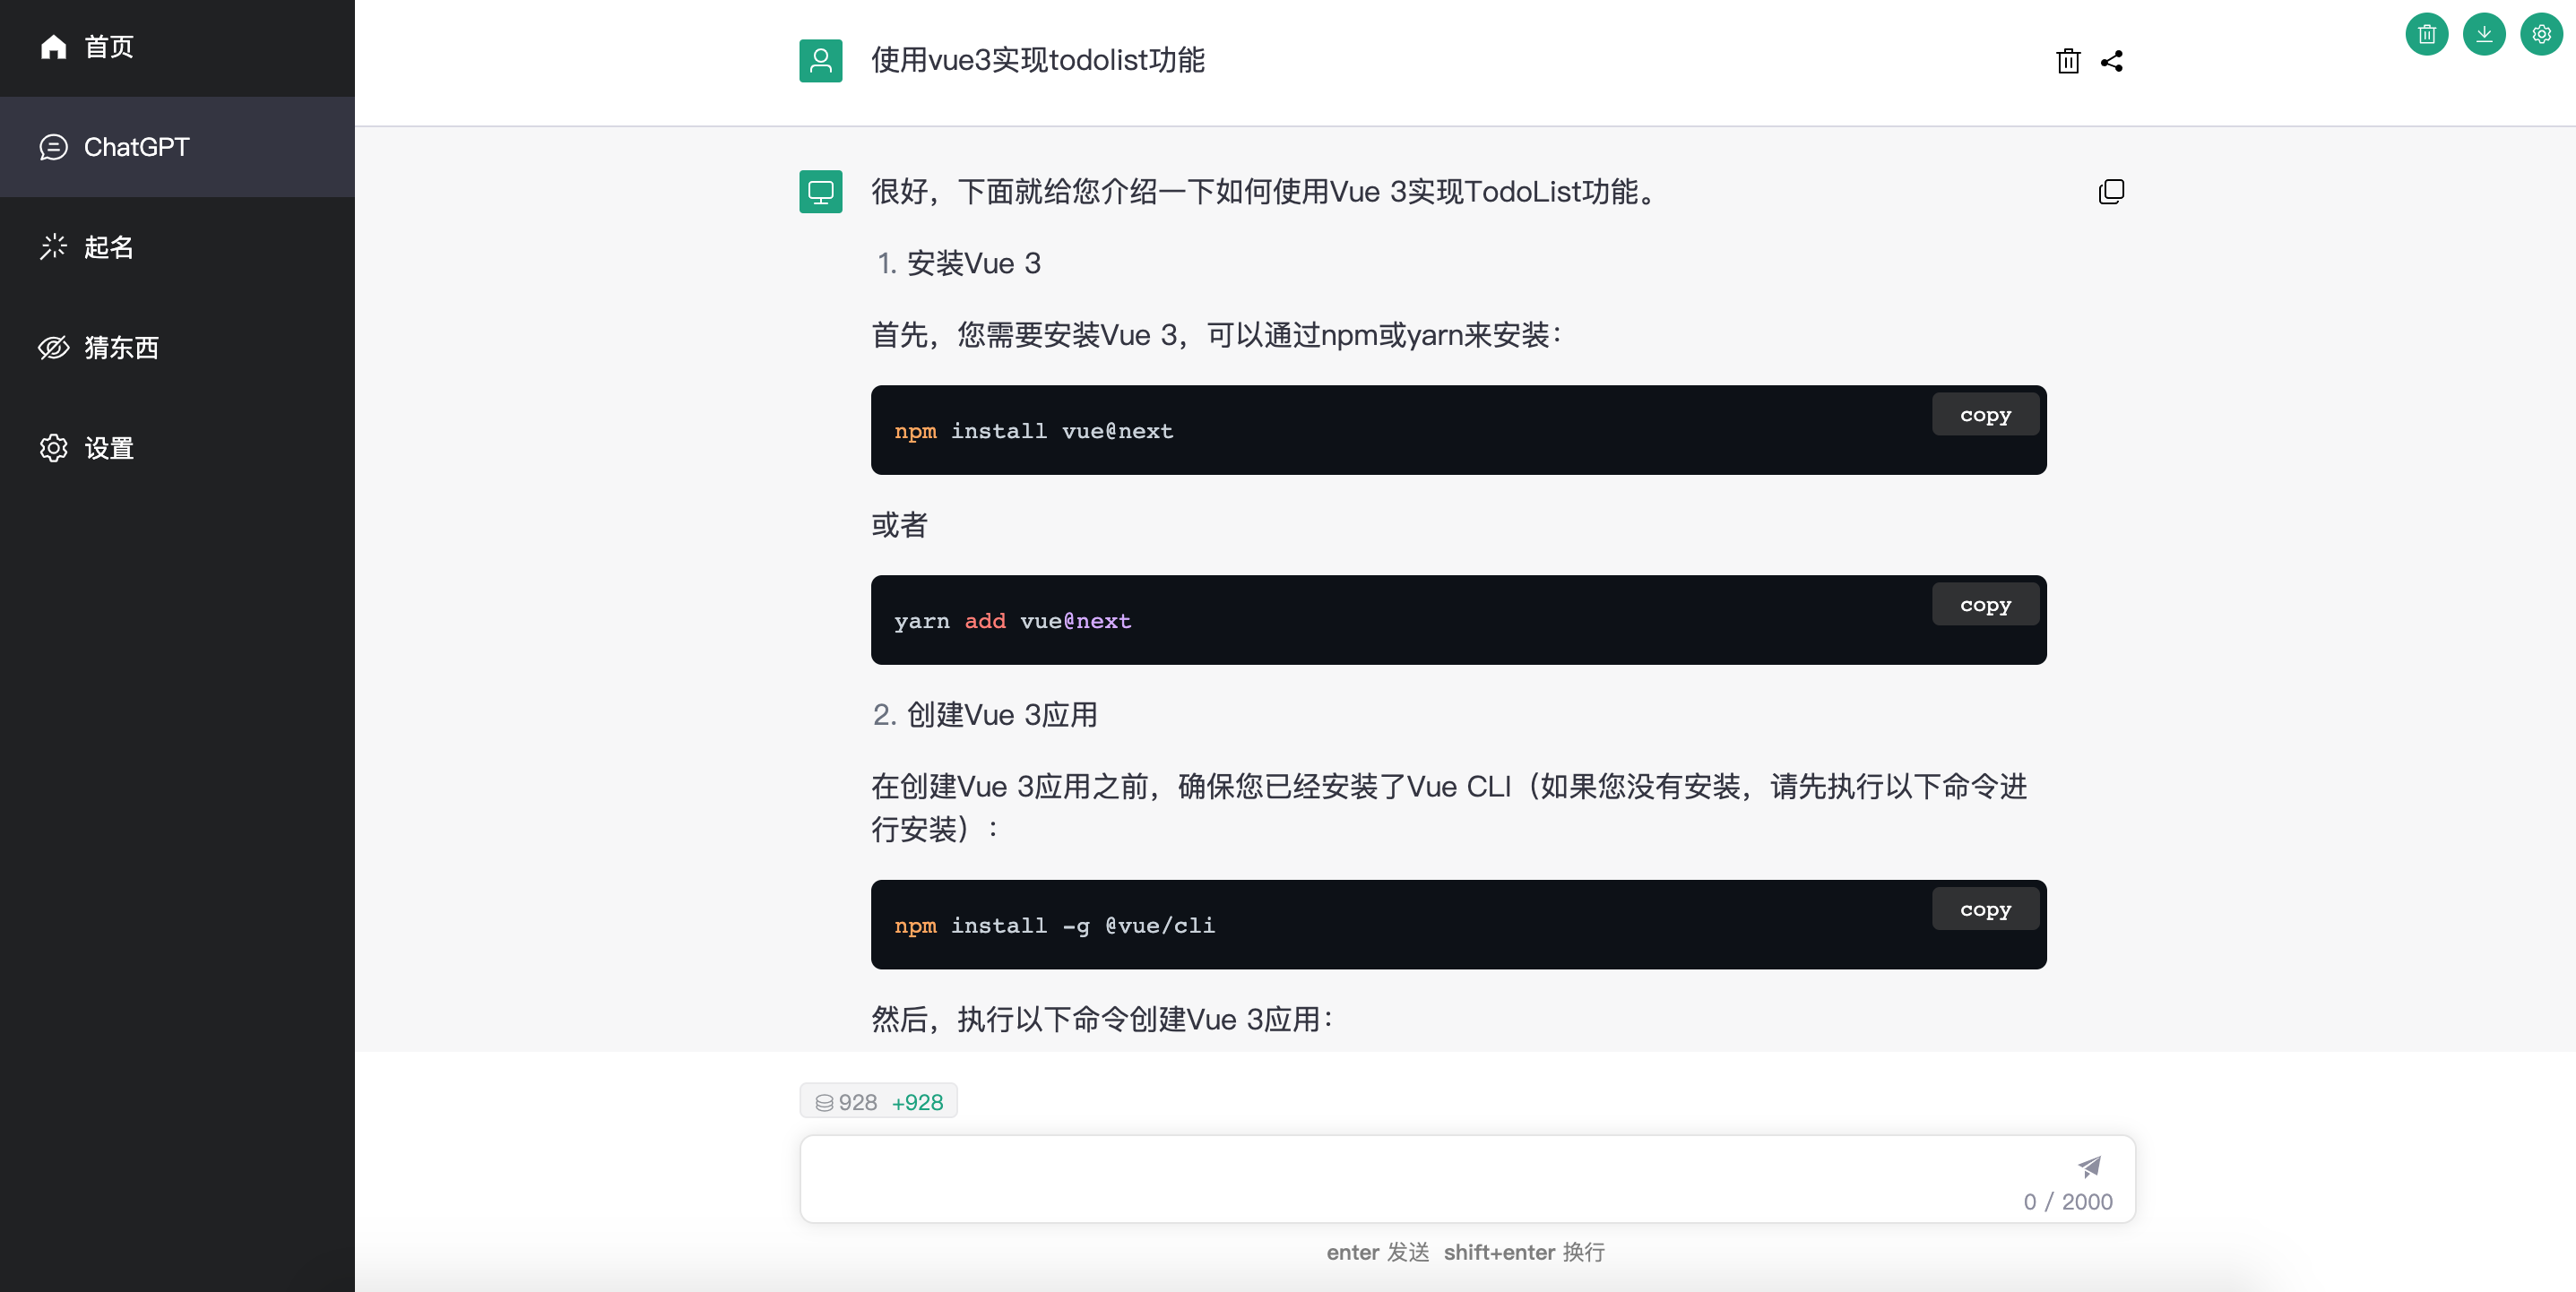 首页
ChatGPT
起名
猜东西
设置
使用vue3实现todolist功能
很好，下面就给您介绍一下如何使用Vue 3实现TodoList功能。
1. 安装Vue 3
首先，您需要安装Vue 3，可以通过npm或yarn来安装：
copy
npm install vue@next
或者
copy
yarn add vue@next
2. 创建Vue 3应用
在创建Vue 3应用之前，确保您已经安装了Vue CLI（如果您没有安装，请先执行以下命令进
行安装）：
copy
npm install -g @vue/cli
然后，执行以下命令创建Vue 3应用：
928 +928
0 / 2000
enter 发送 shift+enter 换行